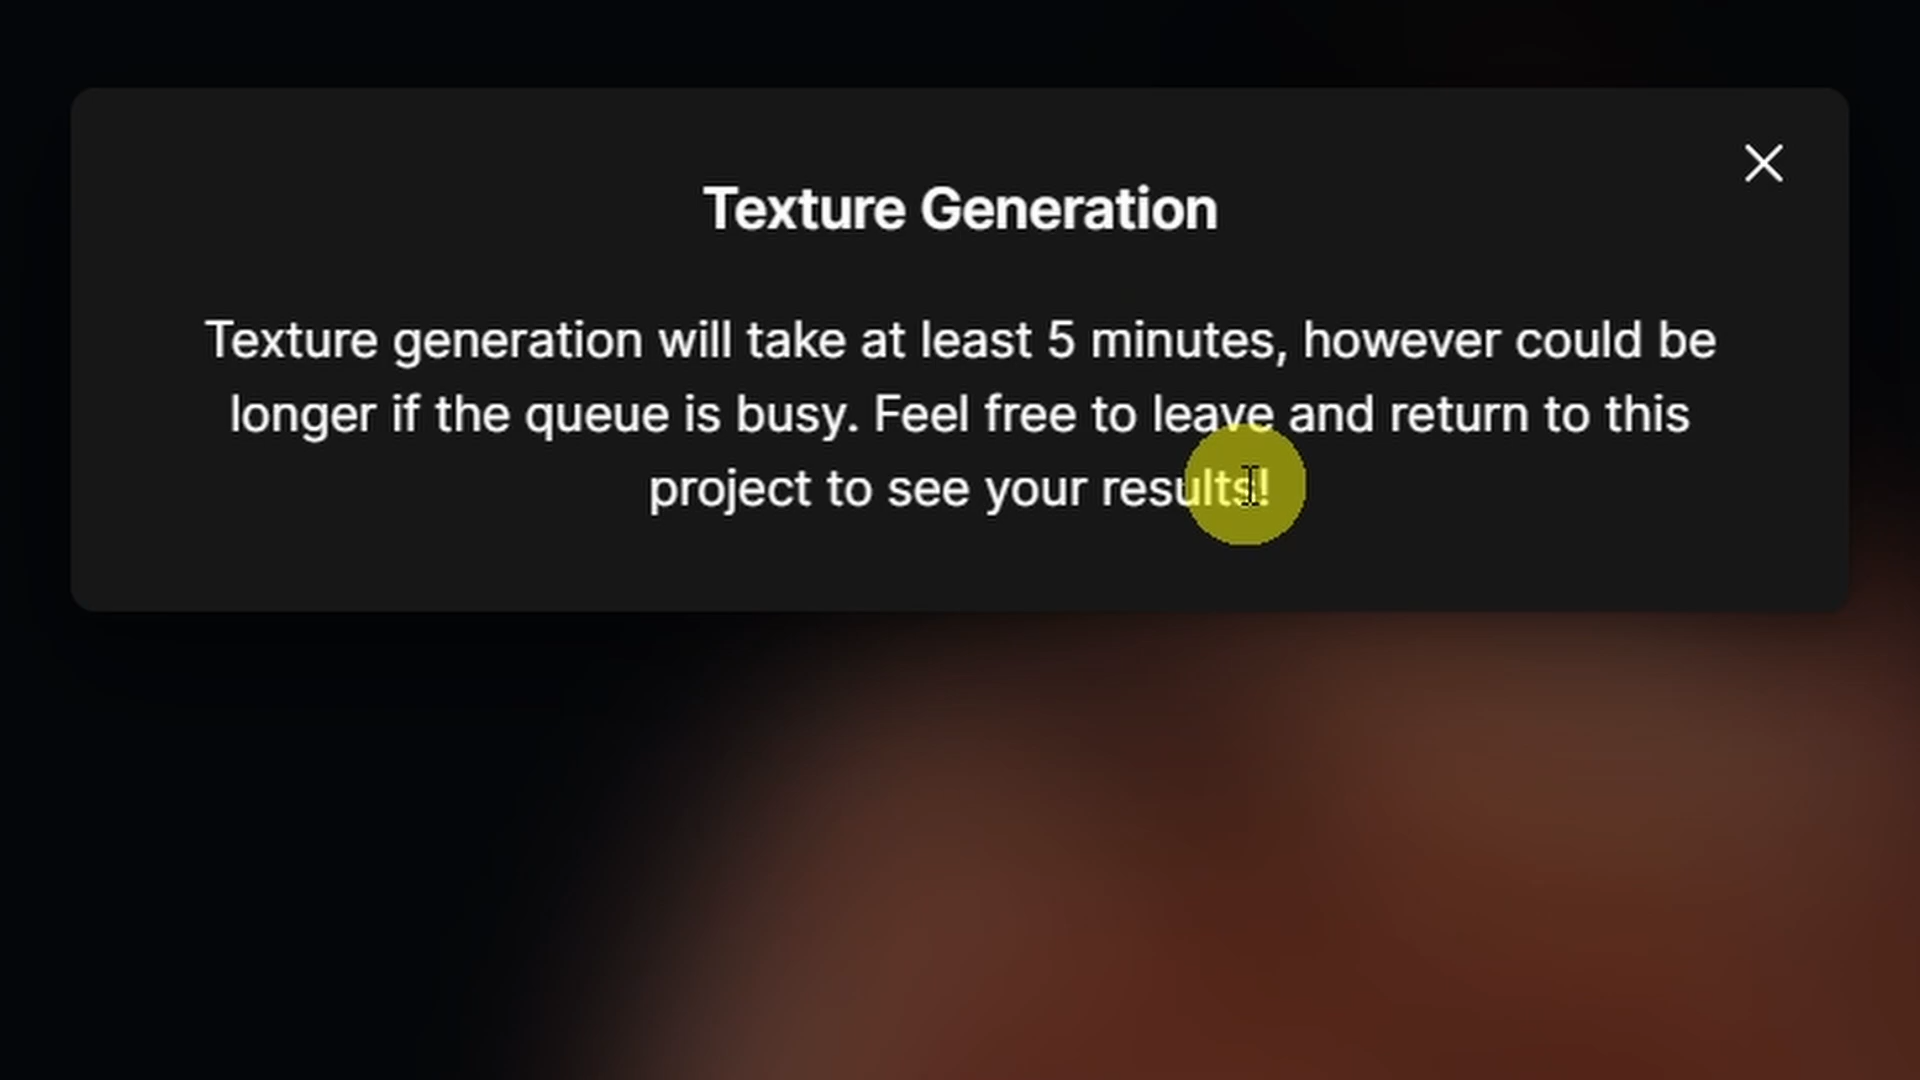 Texture Generation
Texture generation will take at least 5 minutes, however could be
longer if the queue is busy. Feel free to leave and return to this
project to see your results!